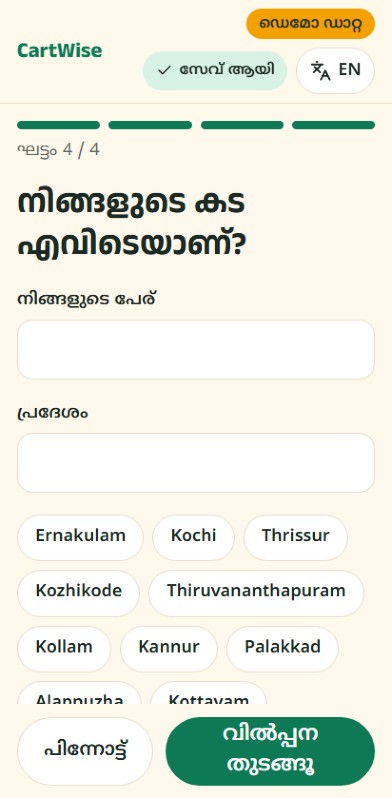 ഡെമോ ഡാറ്റ
CartWise
സേവ് ആയി
EN
ഘട്ടം 4 / 4
നിങ്ങളുടെ കട
എവിടെയാണ്?
നിങ്ങളുടെ പേര്
പ്രദേശം
Ernakulam
Kochi
Thrissur
Kozhikode
Thiruvananthapuram
Kollam
Kannur
Palakkad
Alappuzha
Kottayam
പിന്നോട്ട്
വിൽപ്പന
തുടങ്ങൂ